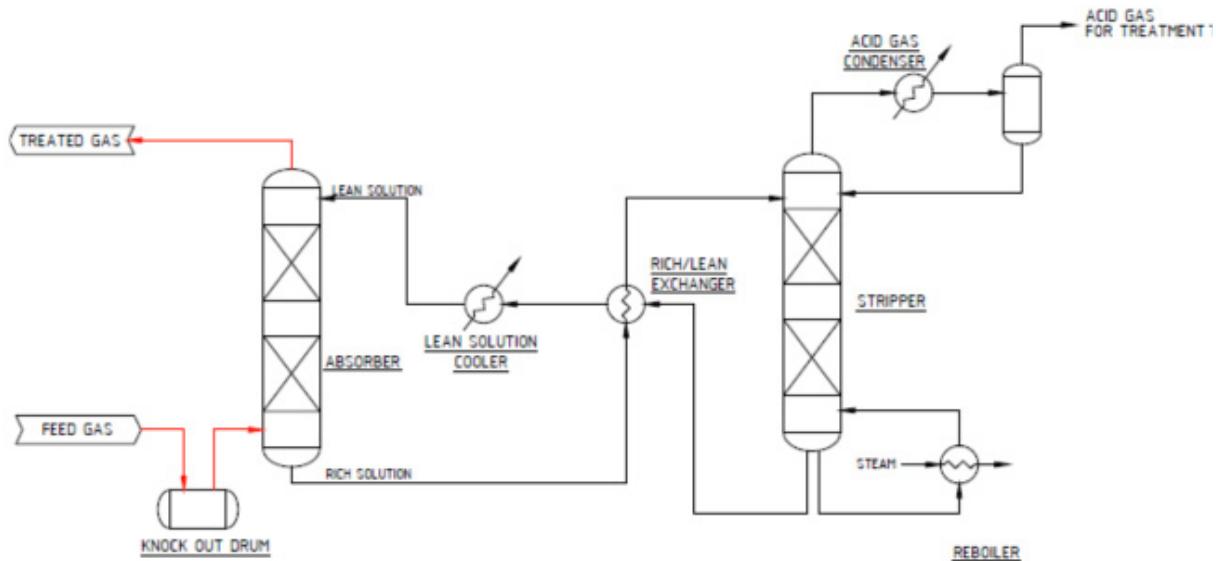 ACID GAS
FOR TREATMENT
ACID GAS
CONDENSER
TREATED GAS
LEAN SOLUTION
RICH/LEAN
EXCHANGER
STRIPPER
LEAN SOLUTION
COOLER
ABSORBER
FEED GAS
STEAM
RICH SOLUTION
KNOCK OUT DRUM
REBOILER